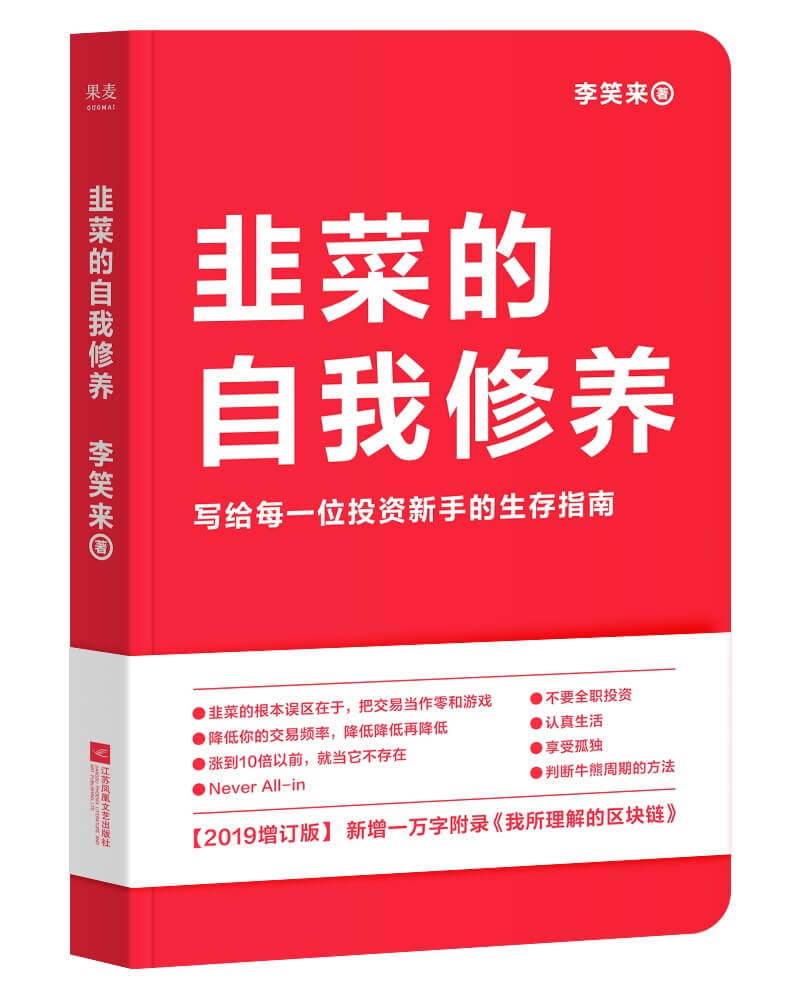 果麦
GUOMAI
韭菜的自我修养
李笑来 著
江苏凤凰文艺出版社
李笑来 著
韭菜的
自我修养
写给每一位投资新手的生存指南
●韭菜的根本误区在于，把交易当作零和游戏
●降低你的交易频率，降低降低再降低
●涨到10倍以前，就当它不存在
●Never All-in
●不要全职投资
●认真生活
●享受孤独
●判断牛熊周期的方法
【2019增订版】 新增一万字附录《我所理解的区块链》